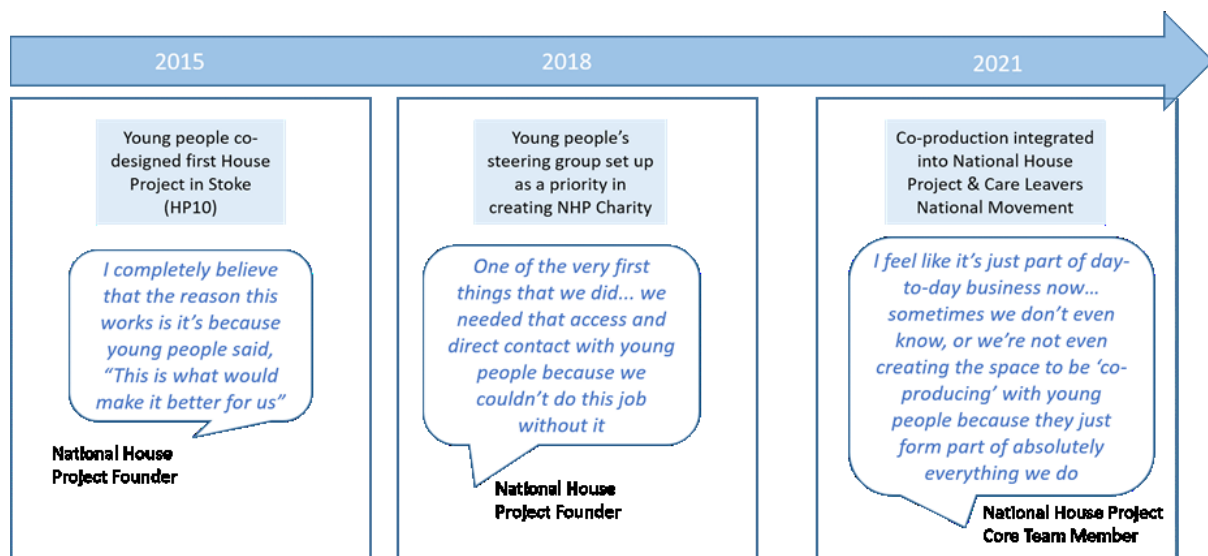 2015
2018
2021
Young people co-
designed first House
Project in Stoke
(HP10)
I completely believe
that the reason this
works is it’s because
young people said,
“This is what would
make it better for us”
National House
Project Founder
Young people’s
steering group set up
as a priority in
creating NHP Charity
One of the very first
things that we did... we
needed that access and
direct contact with young
people because we
couldn’t do this job
without it
National House
Project Founder
Co-production integrated
into National House
Project & Care Leavers
National Movement
I feel like it’s just part of day-
to-day business now…
sometimes we don’t even
know, or we’re not even
creating the space to be ‘co-
producing’ with young
people because they just
form part of absolutely
everything we do
National House Project
Core Team Member